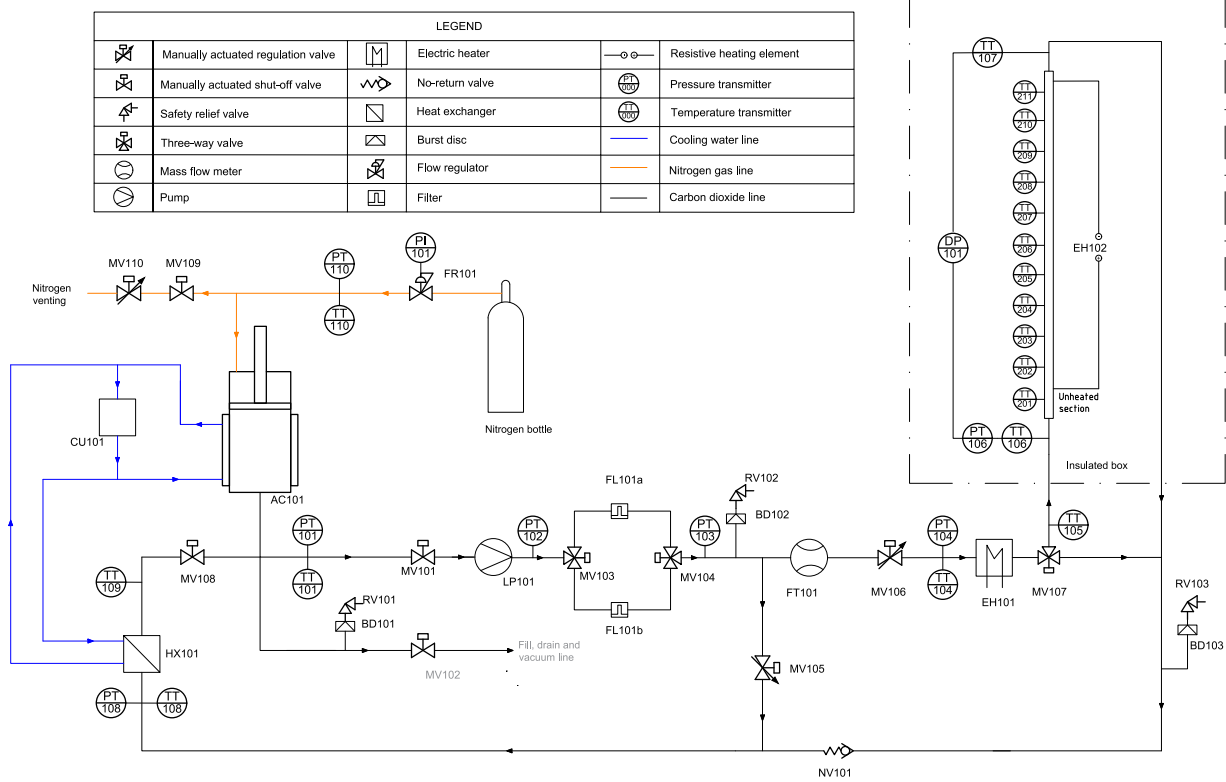 LEGEND
Manually actuated regulation valve
Electric heater
Resistive heating element
Manually actuated shut-off valve
No-return valve
PT
000
Pressure transmitter
Safety relief valve
Heat exchanger
TT
000
Temperature transmitter
Three-way valve
Burst disc
Cooling water line
Mass flow meter
Flow regulator
Nitrogen gas line
Pump
Filter
Carbon dioxide line
TT
107
TT
211
TT
210
TT
209
TT
208
TT
207
TT
206
TT
205
TT
204
TT
203
TT
202
TT
201
DP
101
EH102
Unheated
section
PT
106
TT
106
Insulated box
MV110
MV109
PT
110
PI
101
FR101
Nitrogen
venting
TT
110
Nitrogen bottle
CU101
AC101
FL101a
RV102
BD102
PT
101
PT
102
PT
103
PT
104
TT
105
MV108
MV101
LP101
MV103
MV104
FT101
MV106
EH101
MV107
TT
109
TT
101
TT
104
RV101
BD101
FL101b
RV103
BD103
HX101
MV102
Fill, drain and
vacuum line
MV105
PT
108
TT
108
NV101